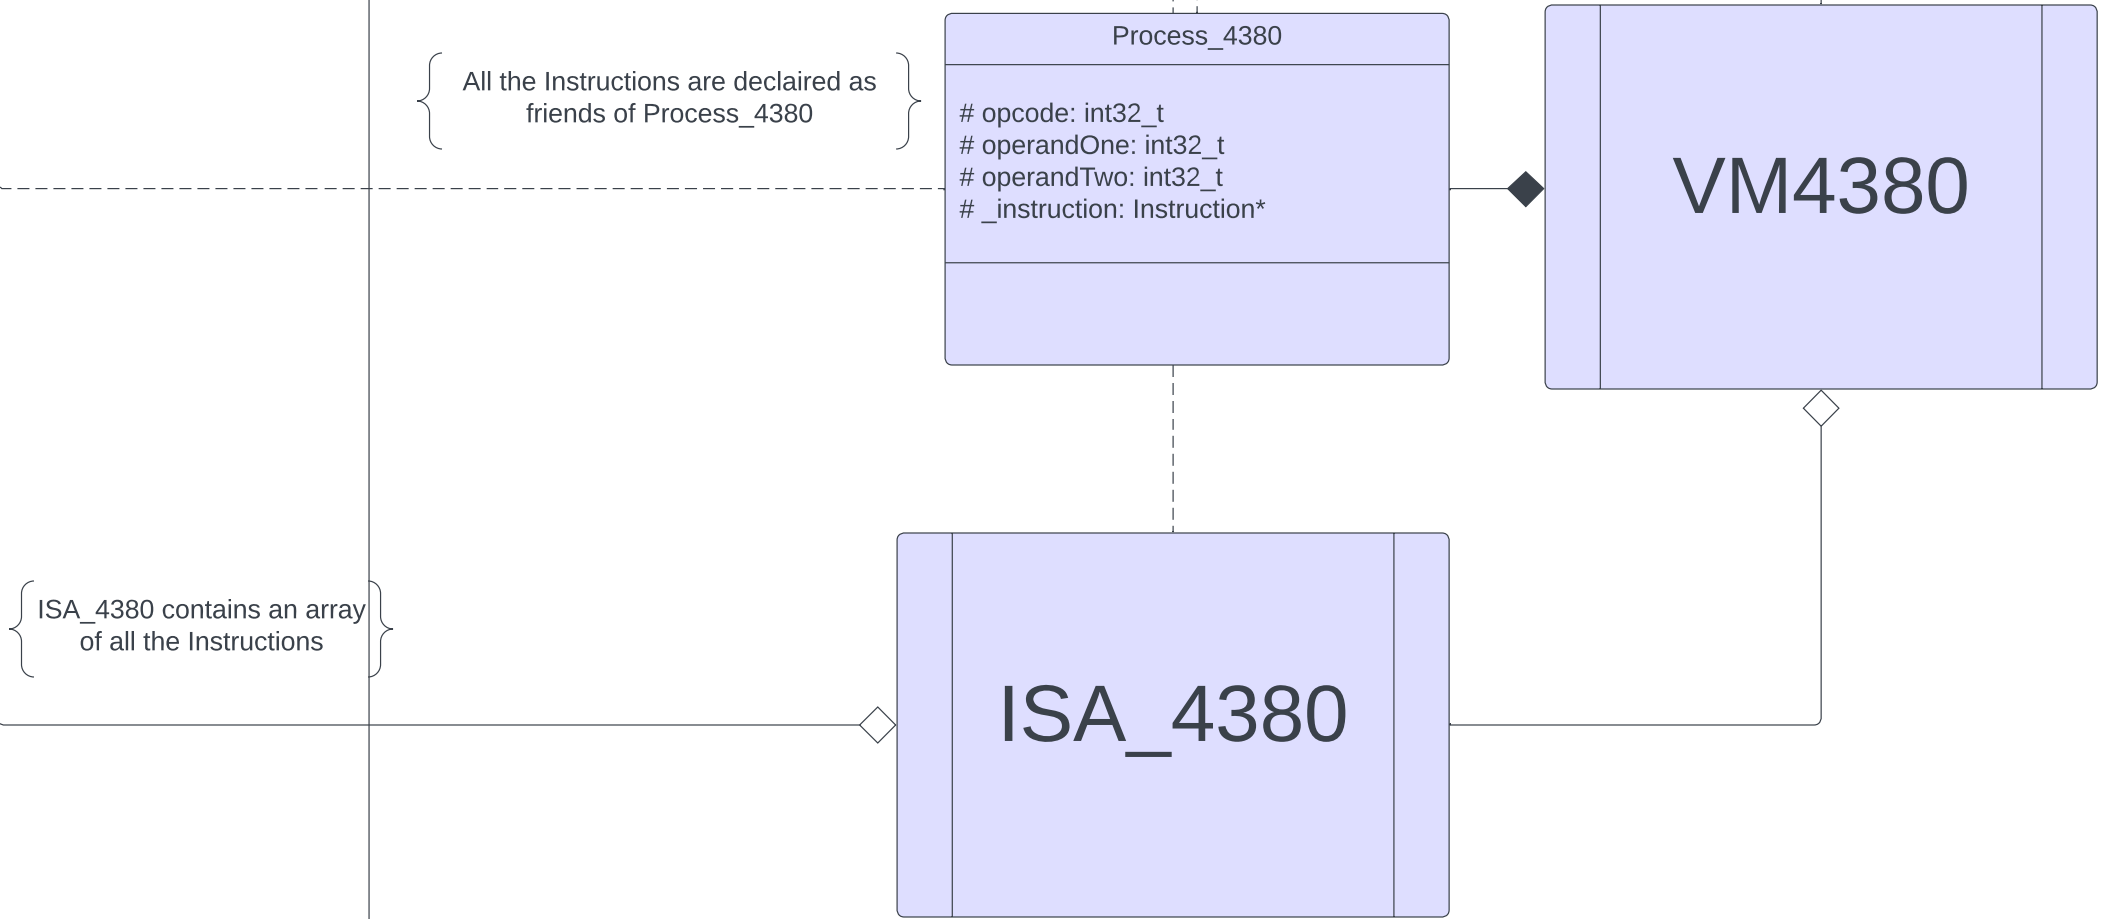 Process_4380
All the Instructions are declaired as
friends of Process_4380
# opcode: int32_t
# operandOne: int32_t
# operandTwo: int32_t
# _instruction: Instruction*
VM4380
ISA_4380 contains an array
of all the Instructions
ISA_4380